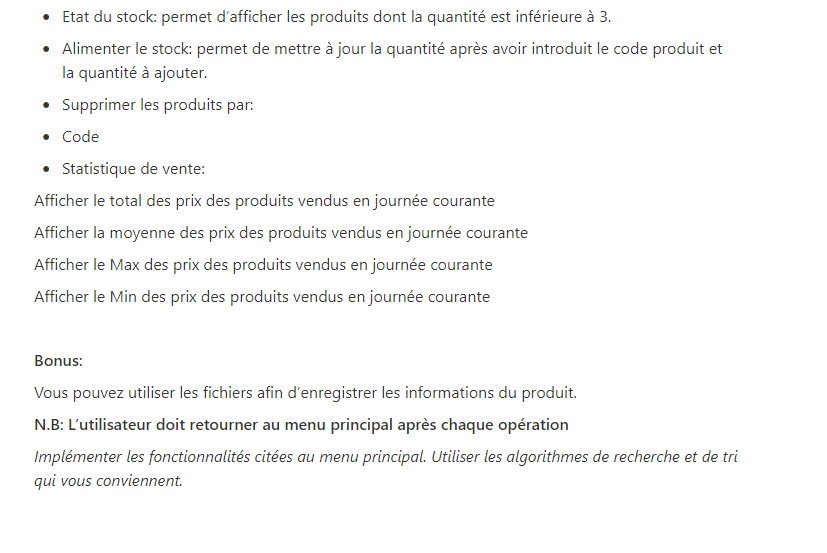 Etat du stock: permet d’afficher les produits dont la quantité est inférieure à 3.
Alimenter le stock: permet de mettre à jour la quantité après avoir introduit le code produit et
la quantité à ajouter.
Supprimer les produits par:
Code
Statistique de vente:
Afficher le total des prix des produits vendus en journée courante
Afficher la moyenne des prix des produits vendus en journée courante
Afficher le Max des prix des produits vendus en journée courante
Afficher le Min des prix des produits vendus en journée courante
Bonus:
Vous pouvez utiliser les fichiers afin d’enregistrer les informations du produit.
N.B: L’utilisateur doit retourner au menu principal après chaque opération
Implémenter les fonctionnalités citées au menu principal. Utiliser les algorithmes de recherche et de tri
qui vous conviennent.